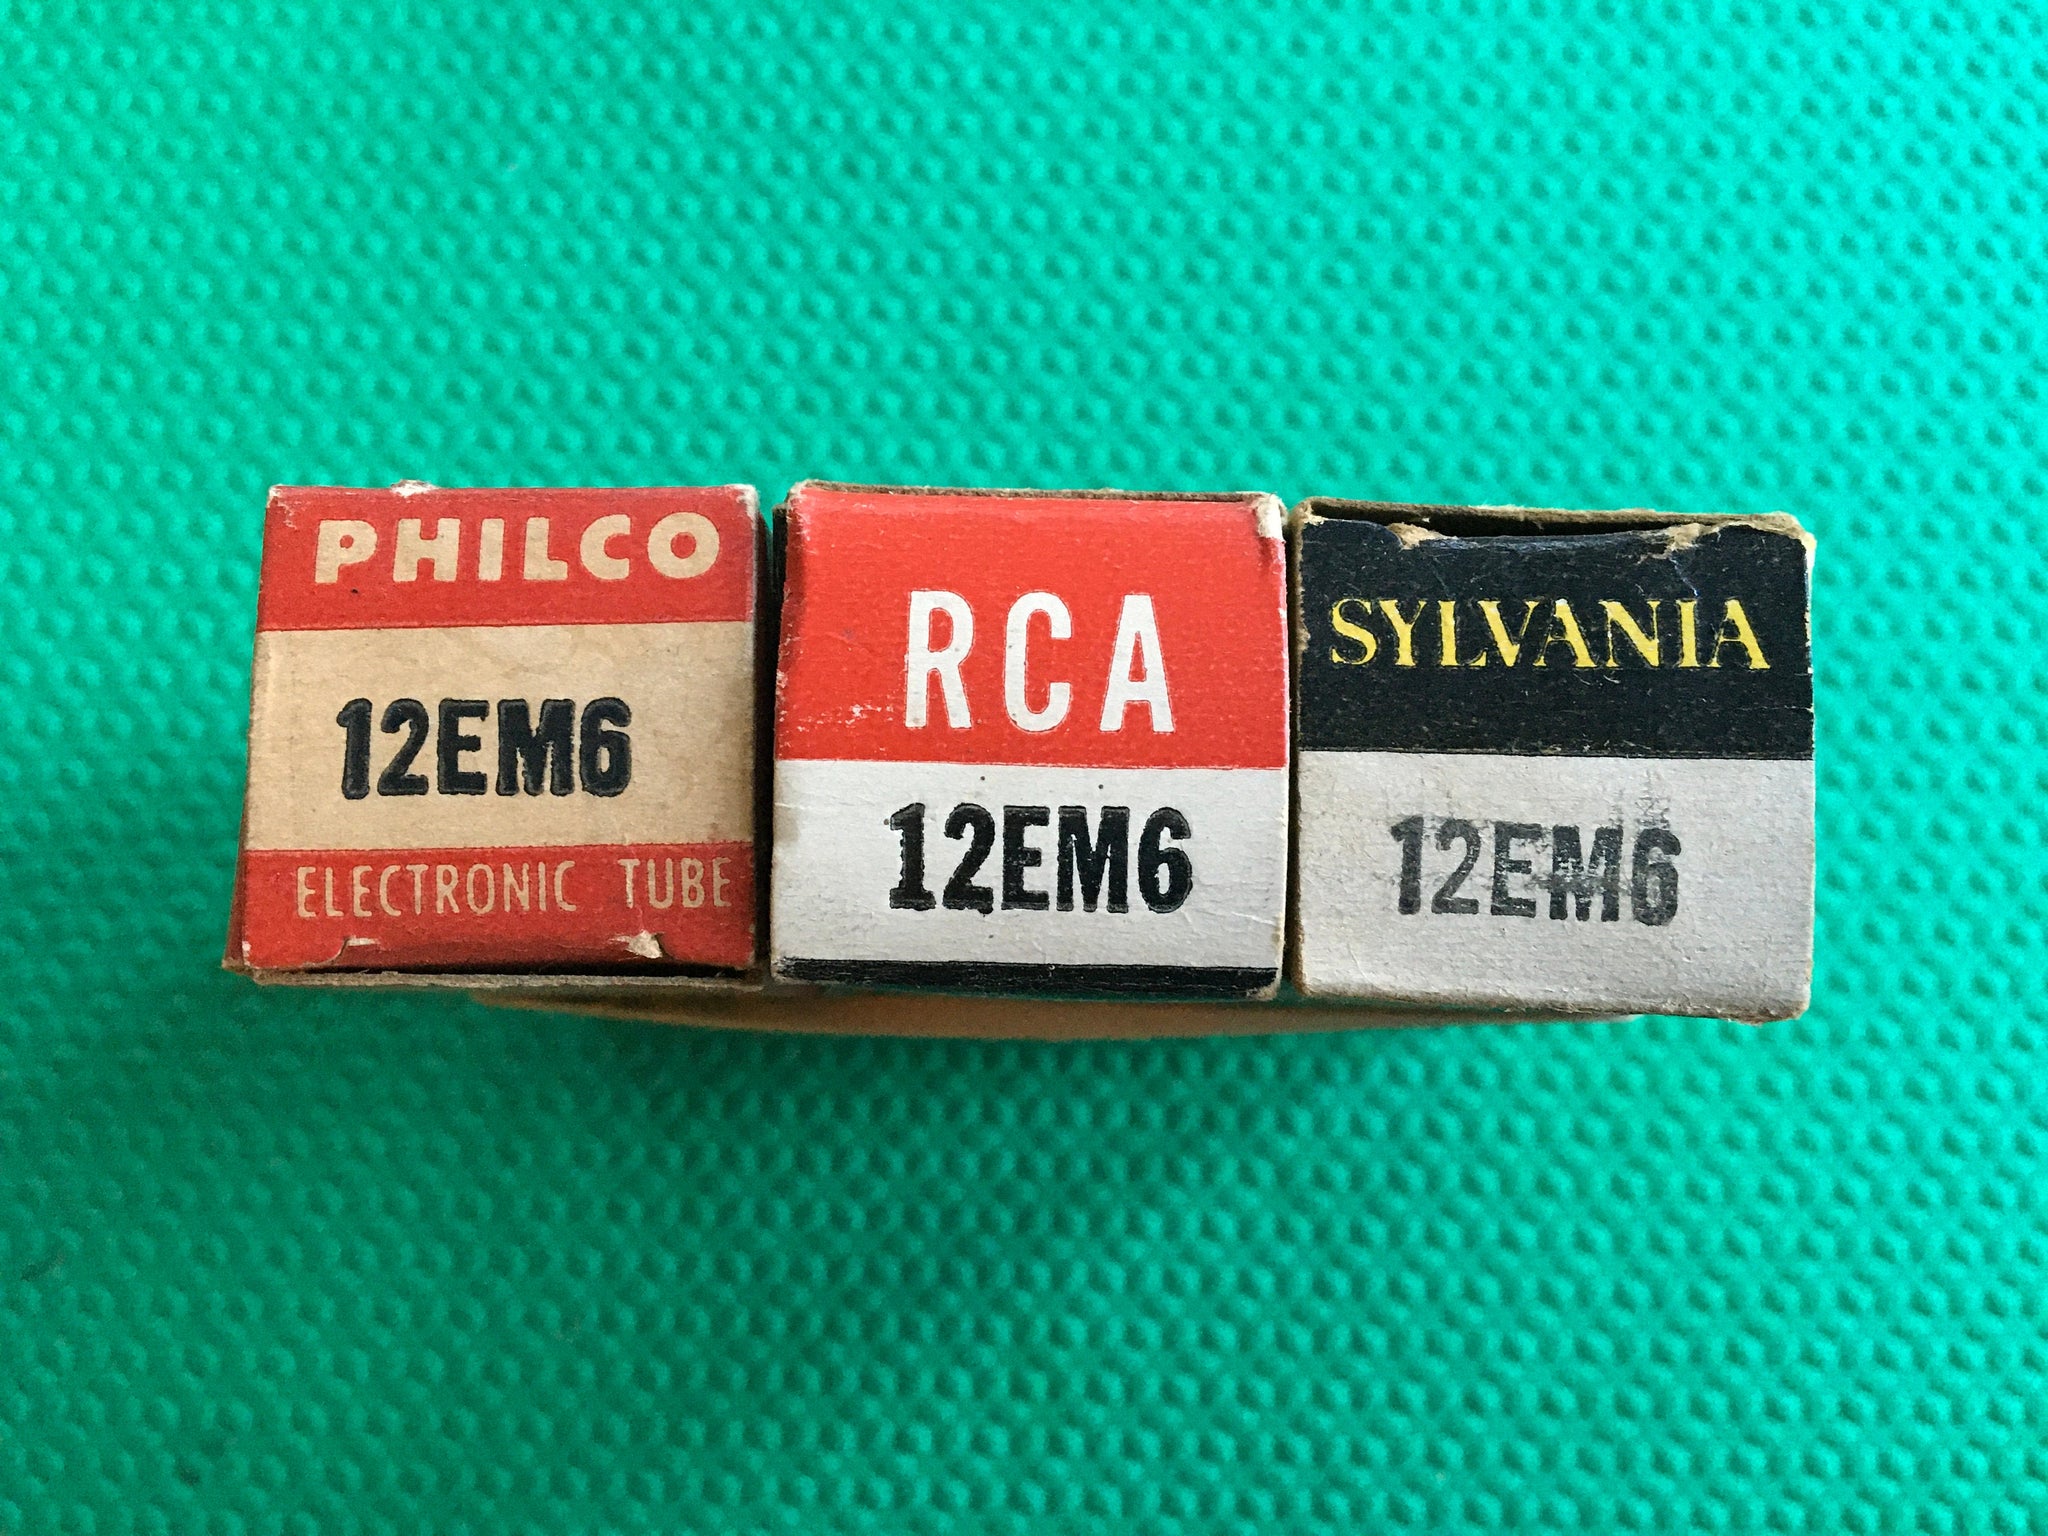 PHILCO
12EM6
ELECTRONIC TUBE
RCA
12EM6
SYLVANIA
12EM6